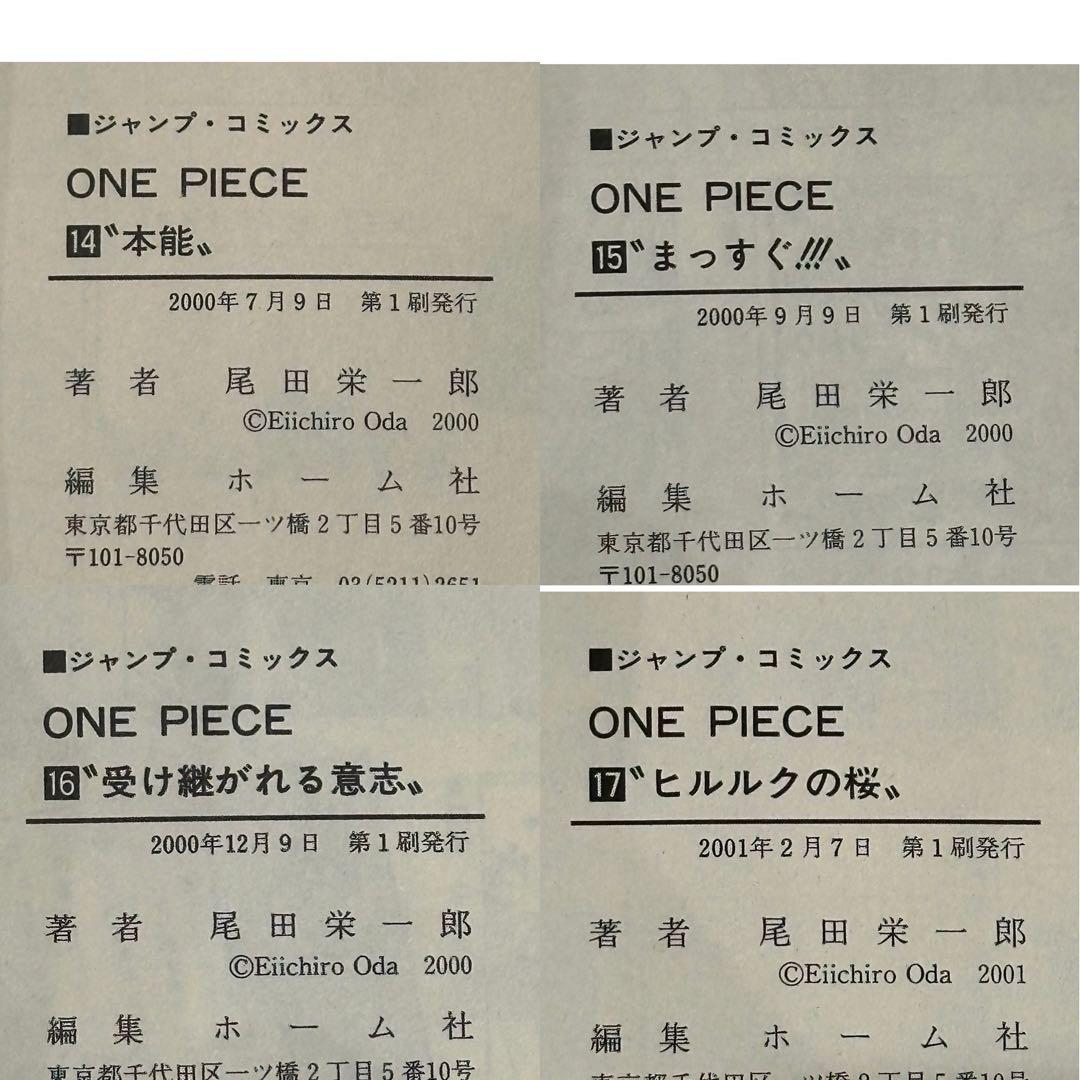 ■ジャンプ・コミックス
ONE PIECE
14〝本能〟
2000年7月9日 第1刷発行
著者 尾田栄一郎
©Eiichiro Oda 2000
編集 ホーム社
東京都千代田区一ツ橋2丁目5番10号
〒101-8050
電話 東京 03(5211)2651
■ジャンプ・コミックス
ONE PIECE
15〝まっすぐ!!!〟
2000年9月9日 第1刷発行
著者 尾田栄一郎
©Eiichiro Oda 2000
編集 ホーム社
東京都千代田区一ツ橋2丁目5番10号
〒101-8050
■ジャンプ・コミックス
ONE PIECE
16〝受け継がれる意志〟
2000年12月9日 第1刷発行
著者 尾田栄一郎
©Eiichiro Oda 2000
編集 ホーム社
東京都千代田区一ツ橋2丁目5番10号
■ジャンプ・コミックス
ONE PIECE
17〝ヒルルクの桜〟
2001年2月7日 第1刷発行
著者 尾田栄一郎
©Eiichiro Oda 2001
編集 ホーム社